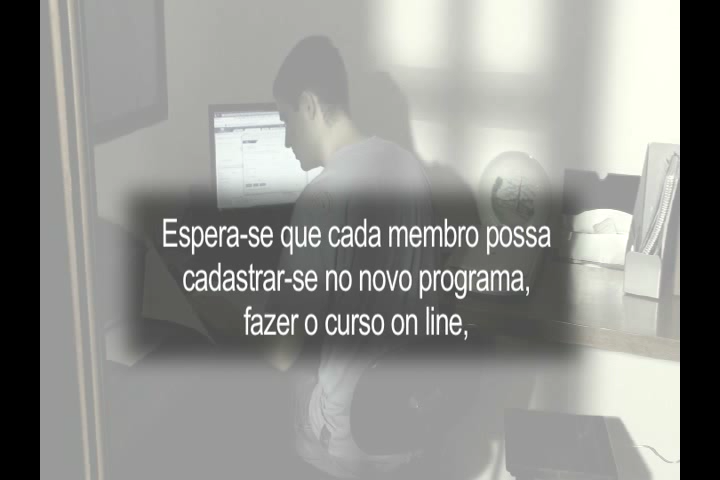 Espera-se que cada membro possa
cadastrar-se no novo programa,
fazer o curso on line,